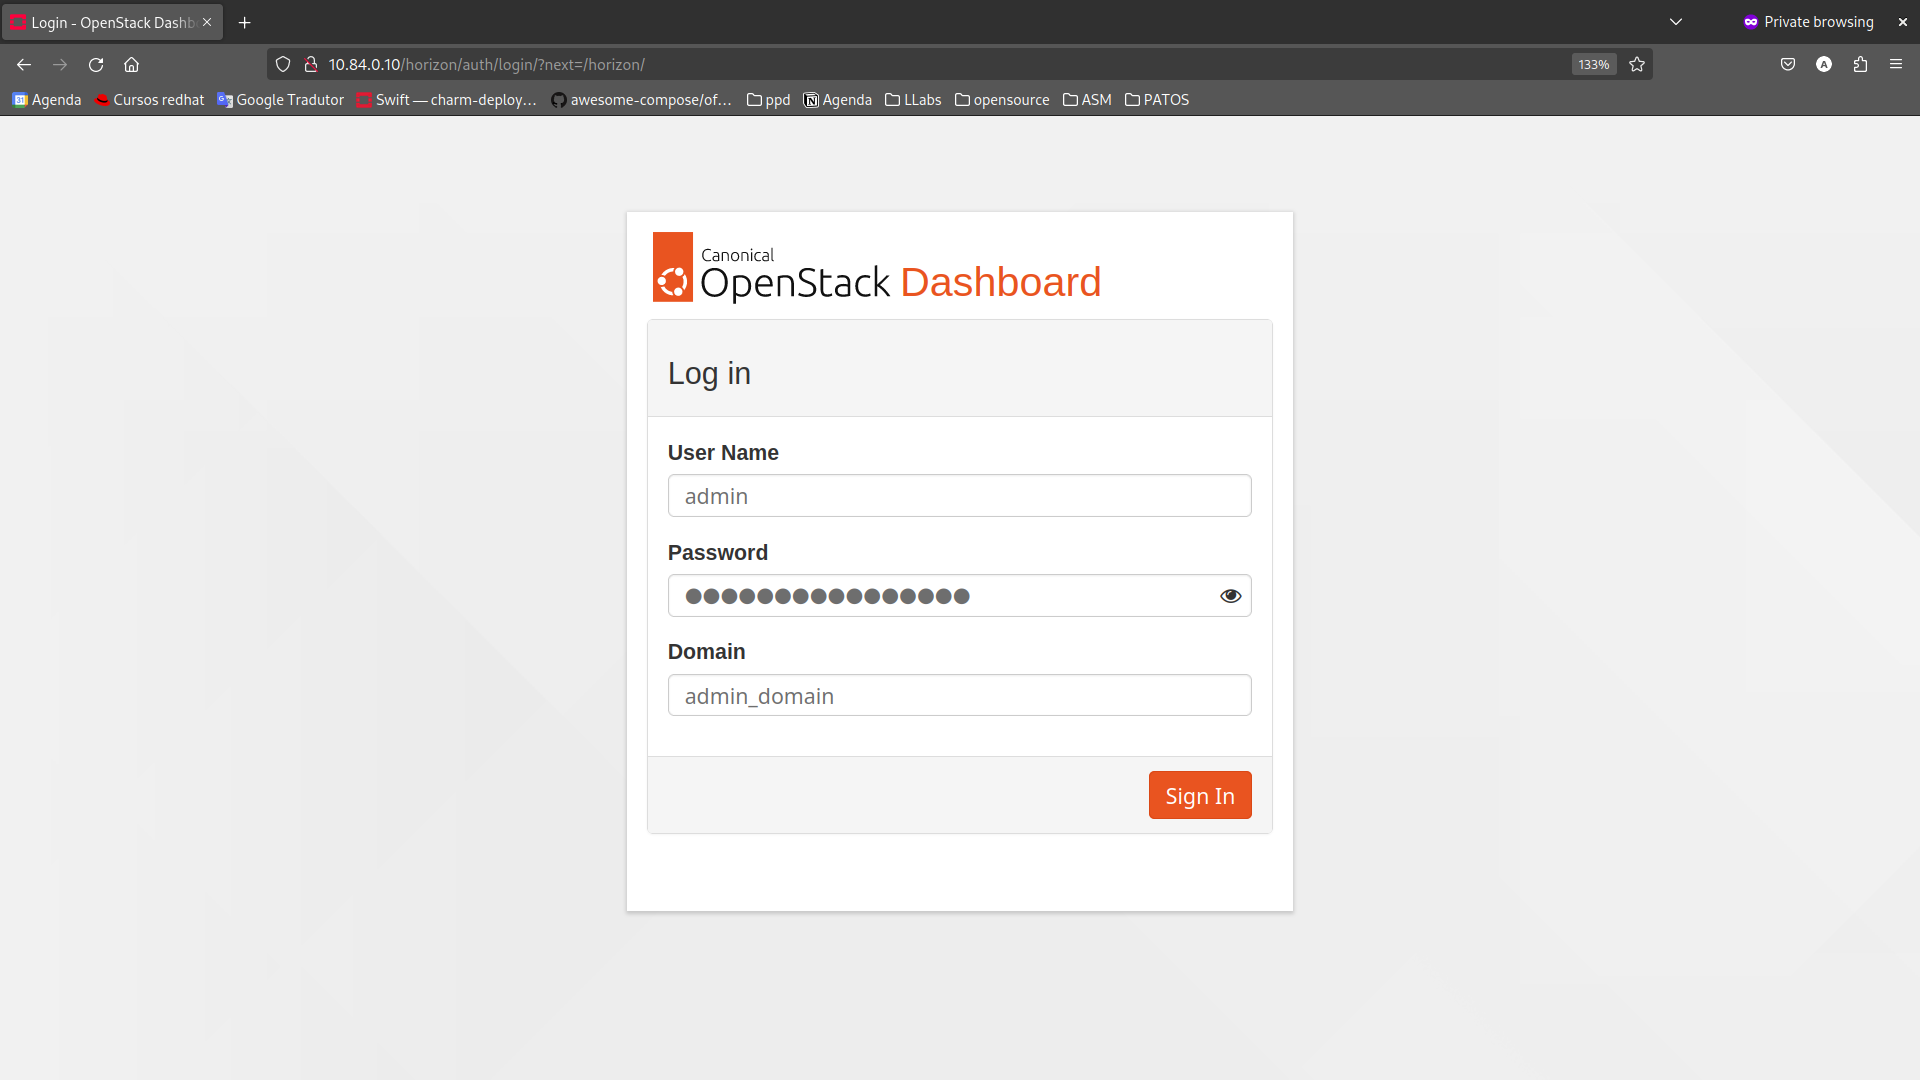 Login - OpenStack Dashb
Private browsing
10.84.0.10/horizon/auth/login/?next=/horizon/
133%
A
31 Agenda
Cursos redhat
Google Tradutor
Swift — charm-deploy…
awesome-compose/of…
ppd
Agenda
LLabs
opensource
ASM
PATOS
Canonical
OpenStack Dashboard
Log in
User Name
admin
Password
●●●●●●●●●●●●●●●●
Domain
admin_domain
Sign In